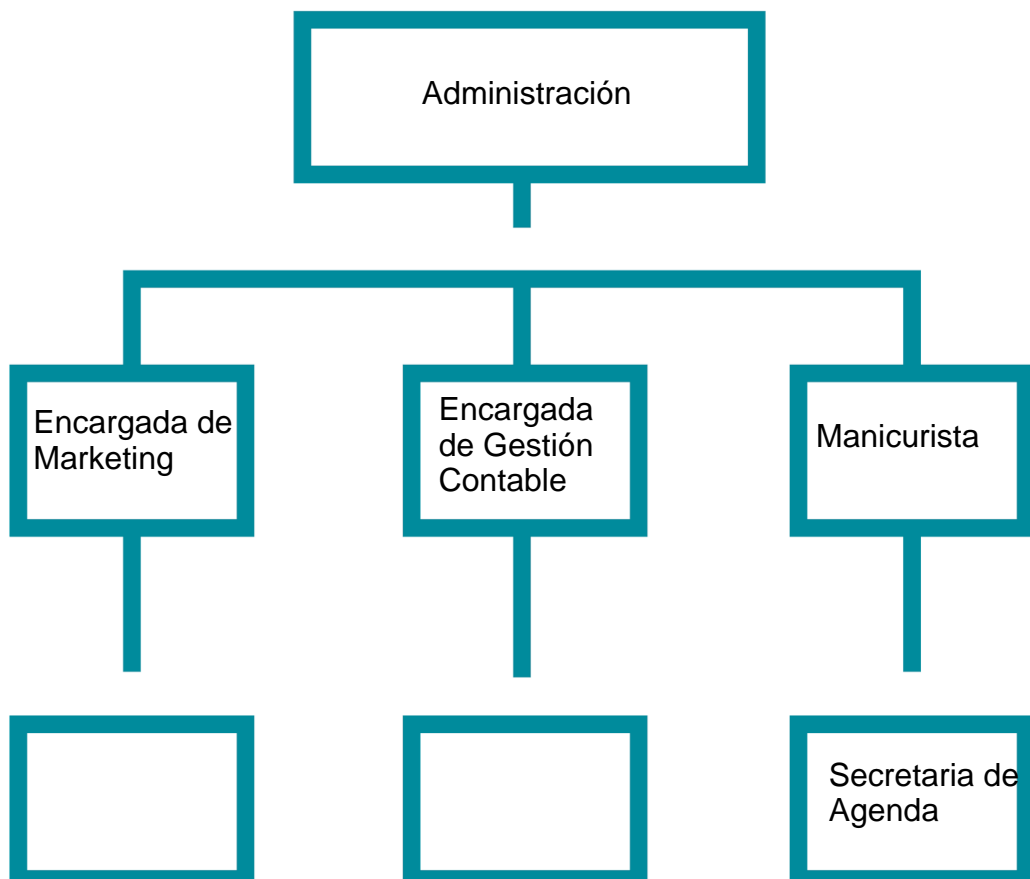 Administración
Encargada de
Marketing
Encargada
de Gestión
Contable
Manicurista
Secretaria de
Agenda